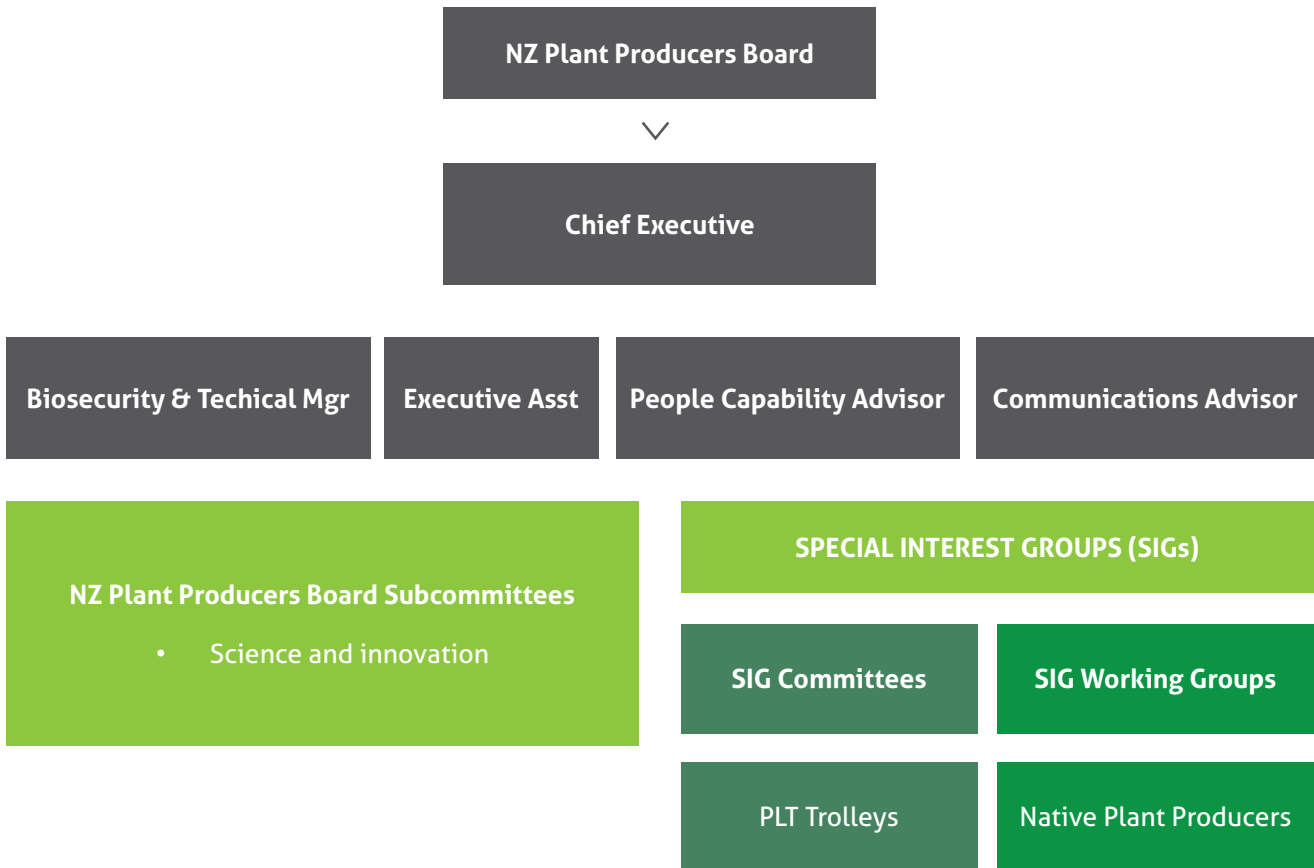 NZ Plant Producers Board
Chief Executive
Biosecurity & Techical Mgr
Executive Asst
People Capability Advisor
Communications Advisor
NZ Plant Producers Board Subcommittees
• Science and innovation
SPECIAL INTEREST GROUPS (SIGs)
SIG Committees
SIG Working Groups
PLT Trolleys
Native Plant Producers